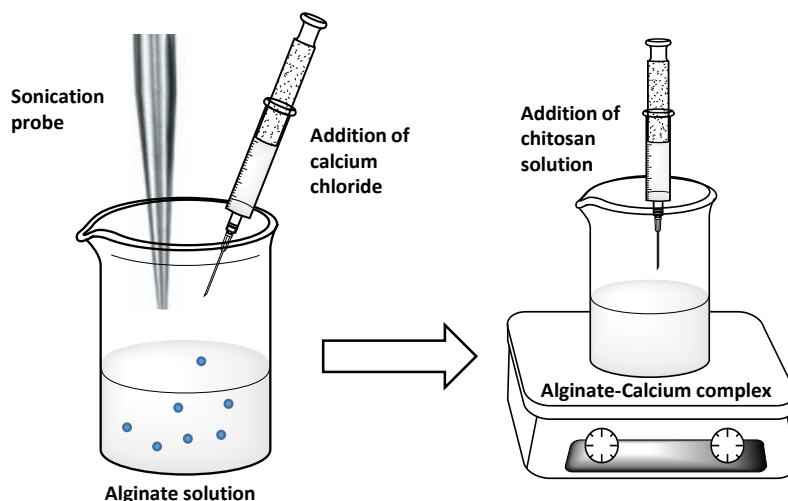 Sonication
probe
Addition of
calcium
chloride
Alginate solution
Addition of
chitosan
solution
Alginate-Calcium complex